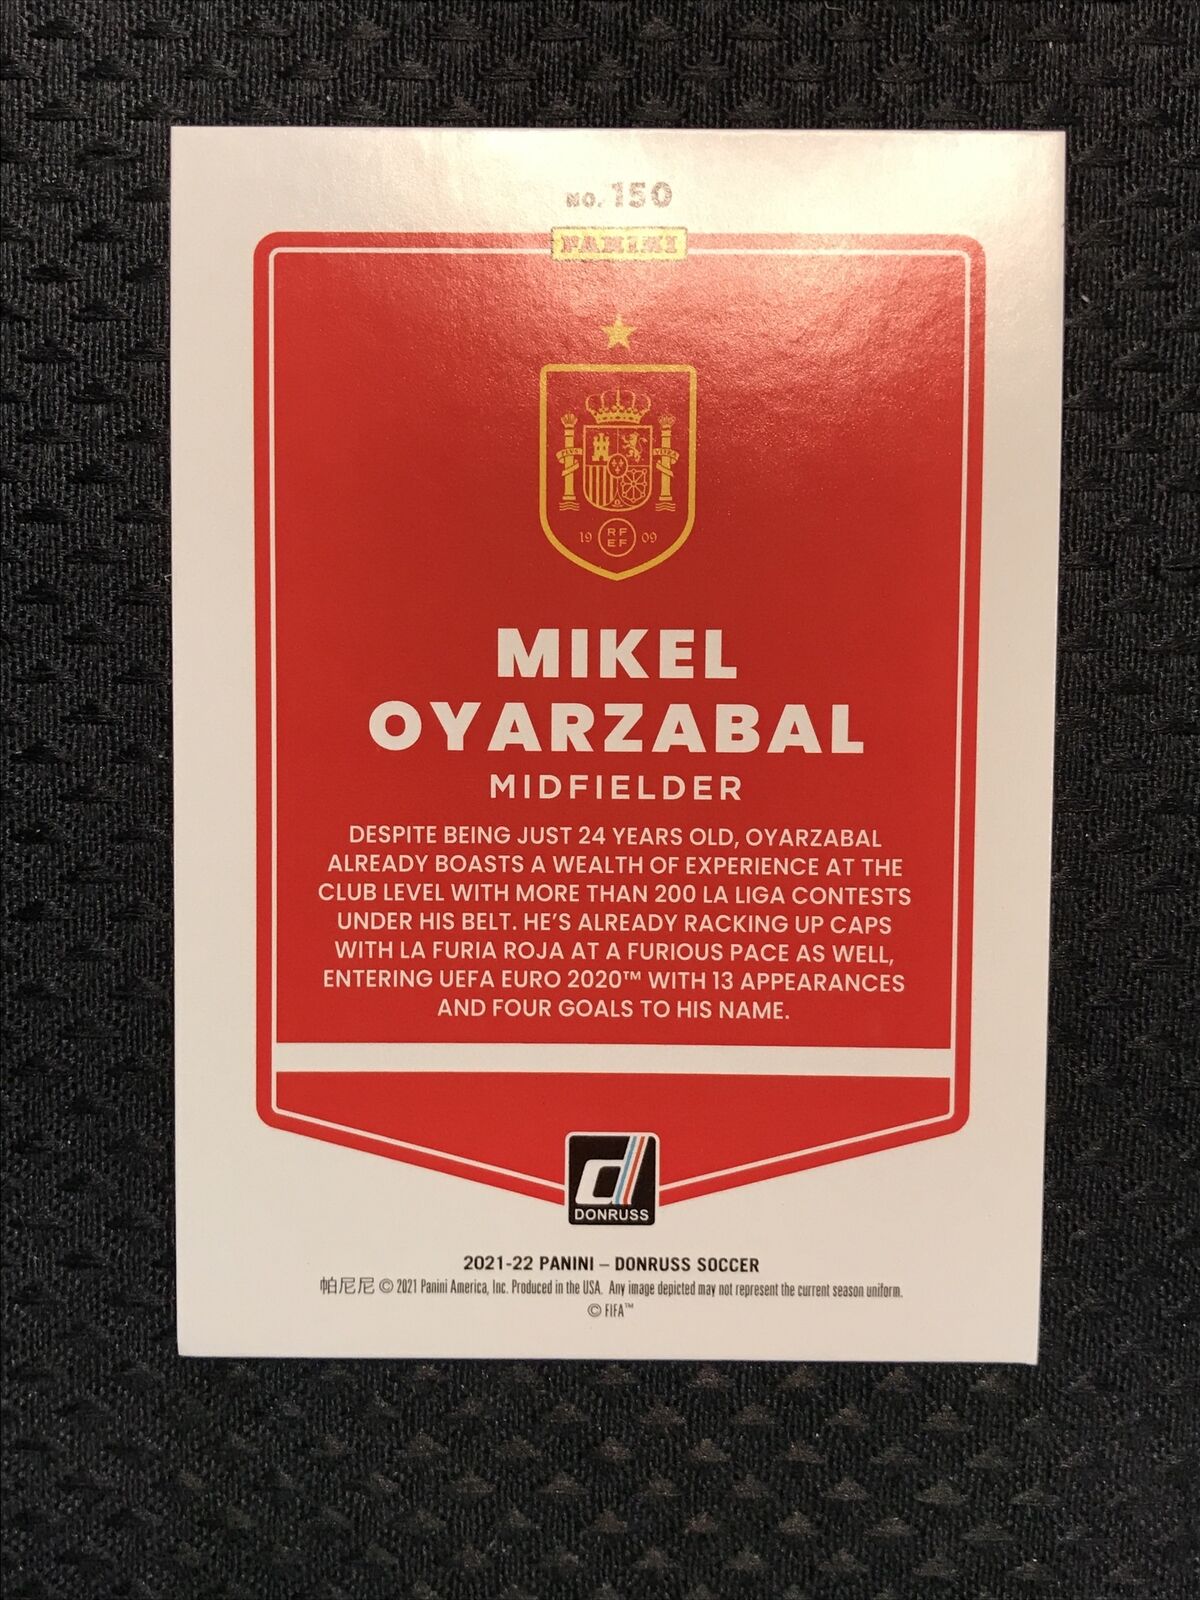 NO. 150
PANINI
PLVS VLTRA
19 RF EF 09
MIKEL
OYARZABAL
MIDFIELDER
DESPITE BEING JUST 24 YEARS OLD, OYARZABAL
ALREADY BOASTS A WEALTH OF EXPERIENCE AT THE
CLUB LEVEL WITH MORE THAN 200 LA LIGA CONTESTS
UNDER HIS BELT. HE'S ALREADY RACKING UP CAPS
WITH LA FURIA ROJA AT A FURIOUS PACE AS WELL,
ENTERING UEFA EURO 2020™ WITH 13 APPEARANCES
AND FOUR GOALS TO HIS NAME.
d
DONRUSS
2021-22 PANINI – DONRUSS SOCCER
帕尼尼 © 2021 Panini America, Inc. Produced in the USA. Any image depicted may not represent the current season uniform.
© FIFA™